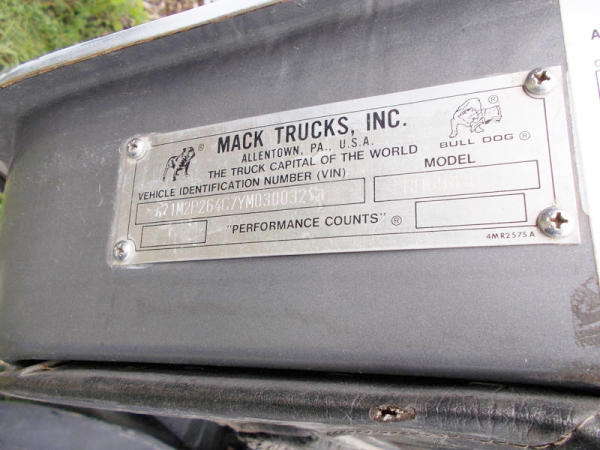 MACK TRUCKS, INC.
ALLENTOWN, PA., U.S.A.
THE TRUCK CAPITAL OF THE WORLD
BULL DOG ®
VEHICLE IDENTIFICATION NUMBER (VIN)
MODEL
"PERFORMANCE COUNTS" ®
4MR2575A